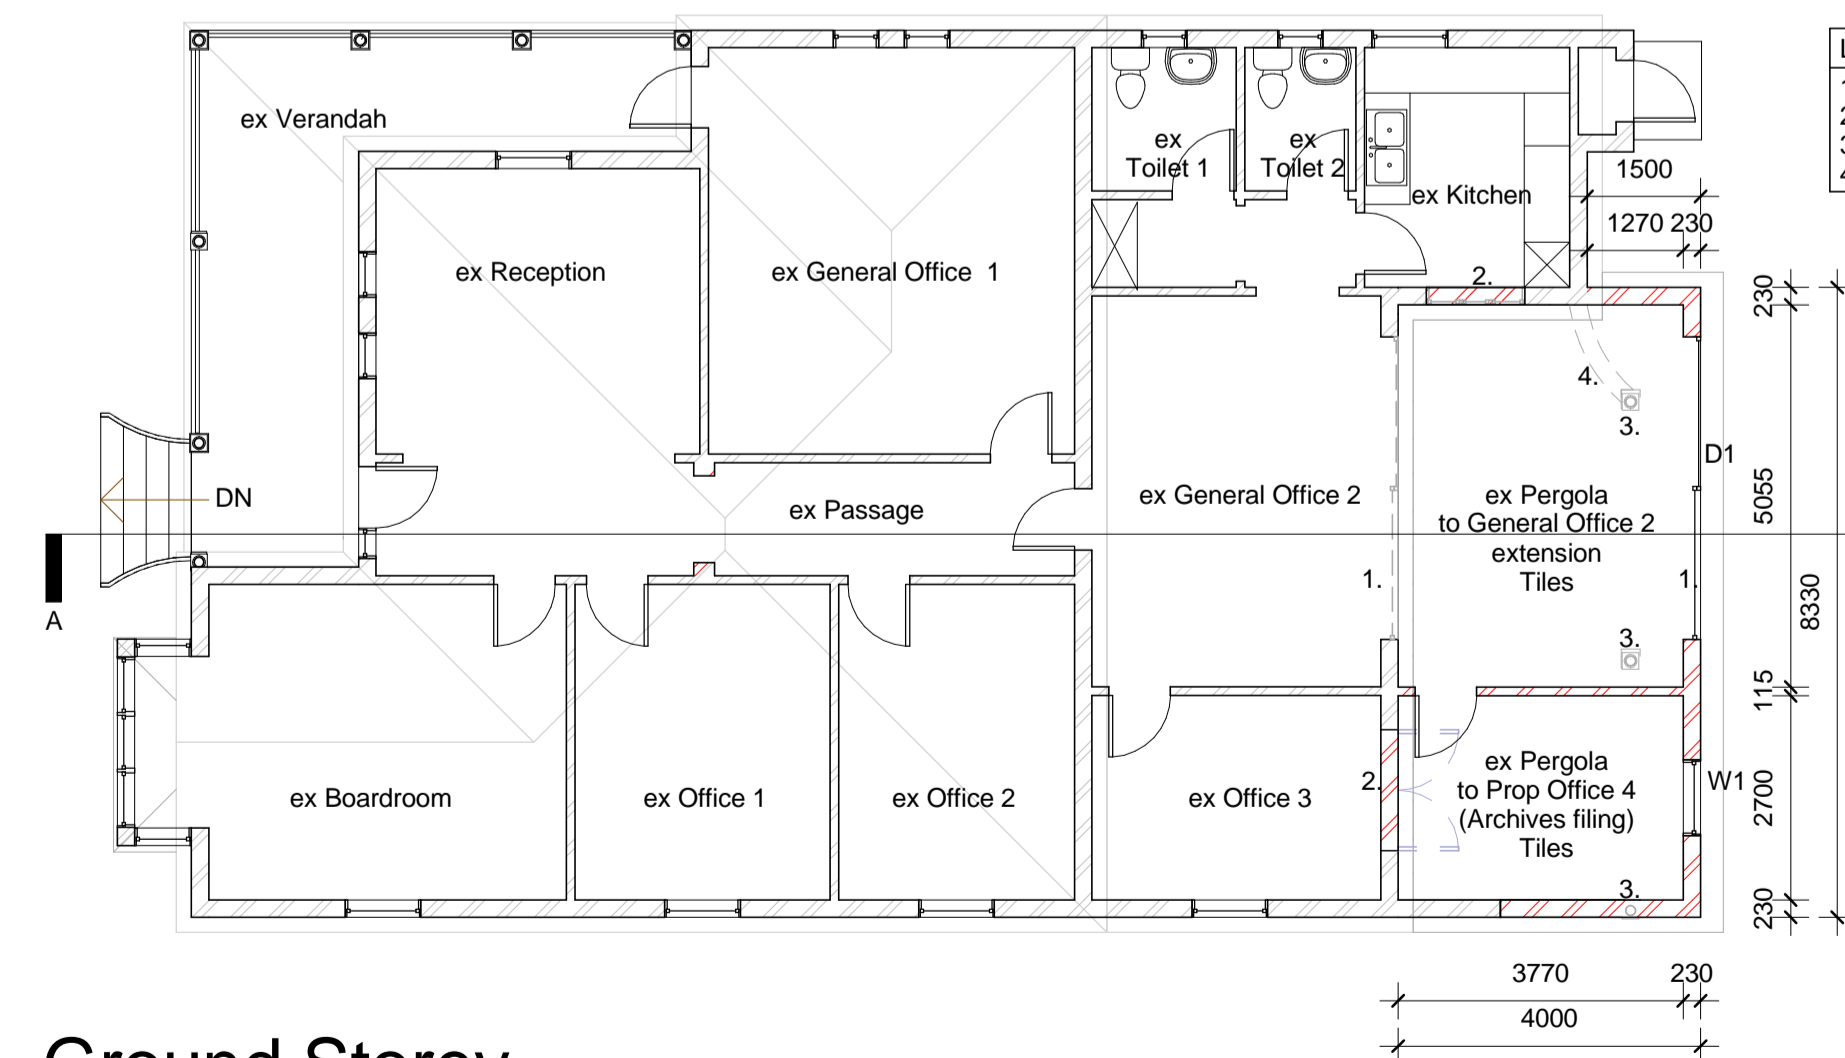 ex Verandah
ex
Toilet 1
ex
Toilet 2
ex Kitchen
1500
1270 230
ex Reception
ex General Office 1
2.
230
4.
3.
D1
DN
ex Passage
ex General Office 2
ex Pergola
to General Office 2
extension
Tiles
5055
1.
1.
8330
A
3.
115
ex Boardroom
ex Office 1
ex Office 2
ex Office 3
2.
ex Pergola
to Prop Office 4
(Archives filing)
Tiles
W1
2700
3.
230
3770
230
4000
Ground Storey